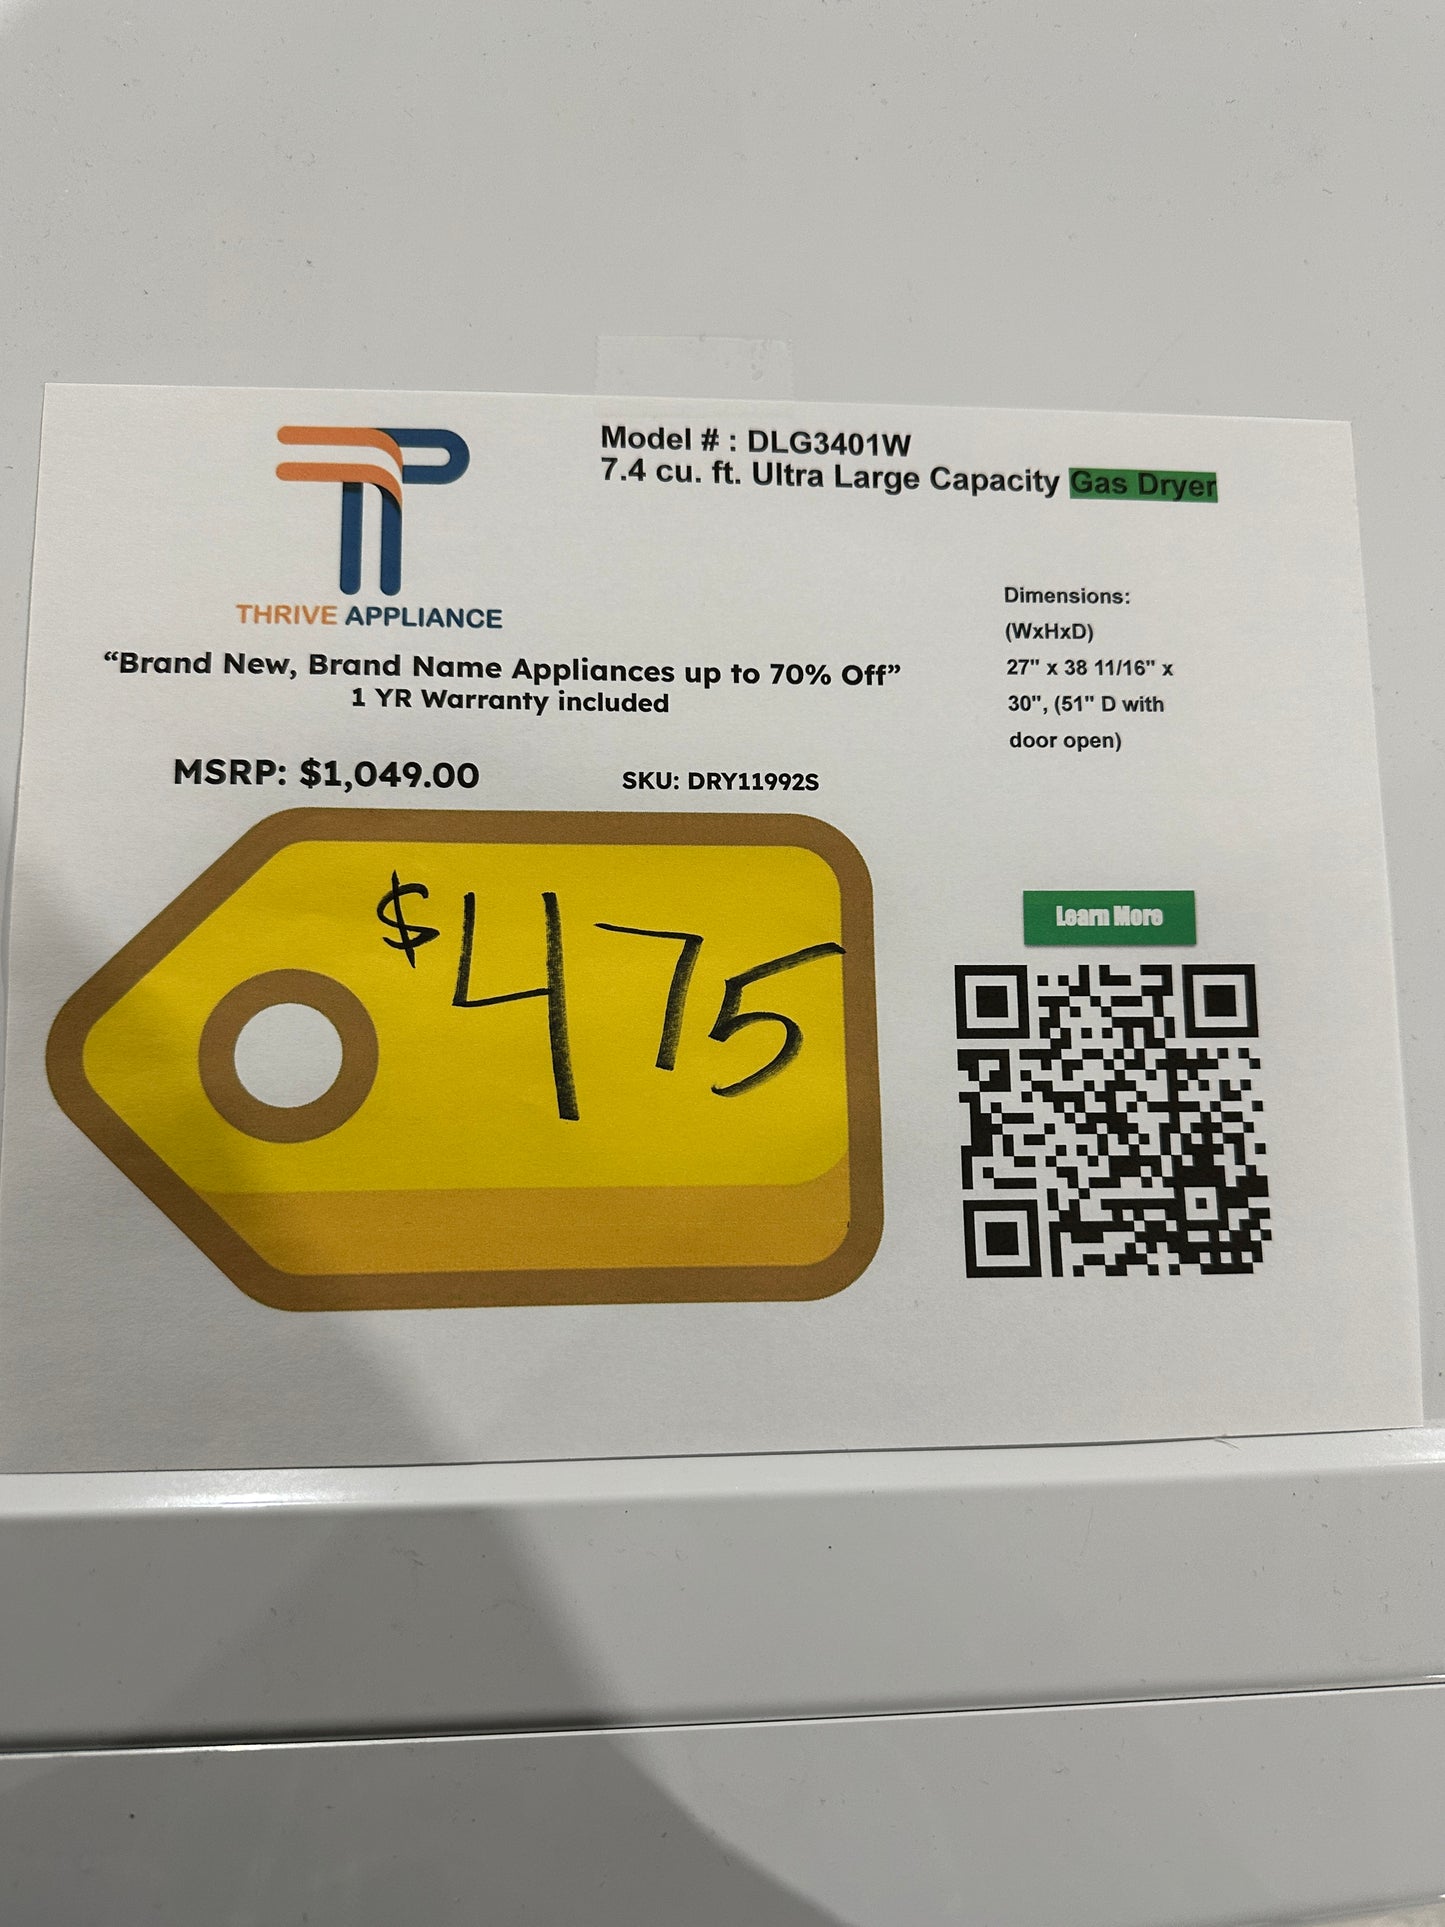 Model # : DLG3401W
7.4 cu. ft. Ultra Large Capacity Gas Dryer
THRIVE APPLIANCE
“Brand New, Brand Name Appliances up to 70% Off”
1 YR Warranty included
Dimensions:
(WxHxD)
27" x 38 11/16" x
30", (51" D with
door open)
MSRP: $1,049.00
SKU: DRY11992S
$475
Learn More